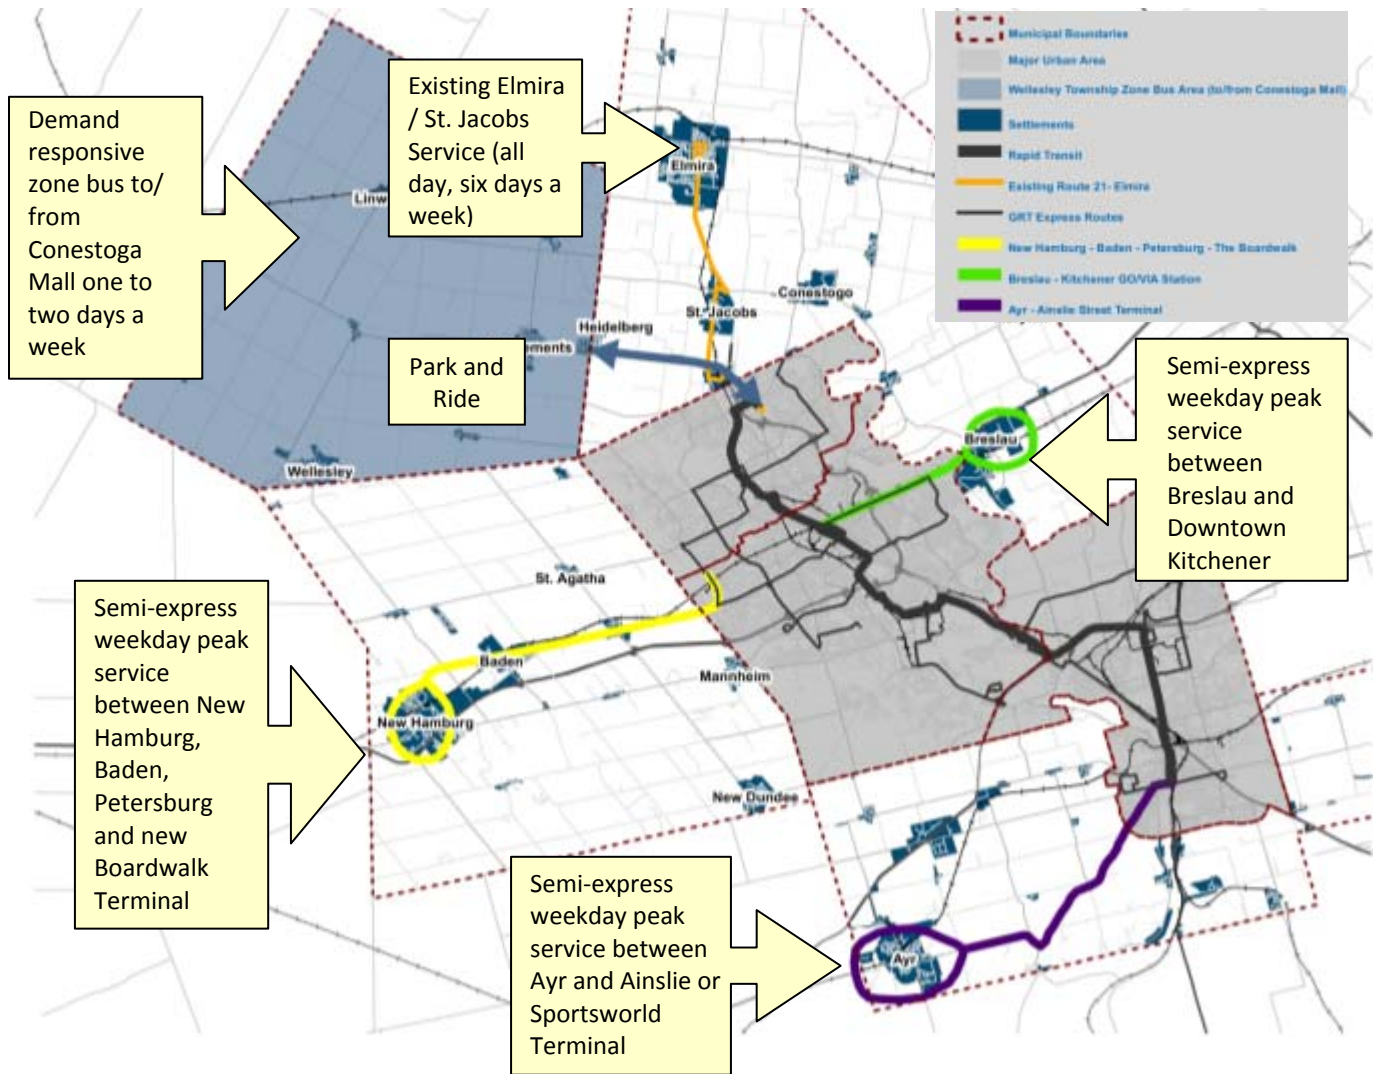 Municipal Boundaries
Major Urban Area
Wellesley Township Zone Bus Area (to/from Conestoga Mall)
Settlements
Rapid Transit
Existing Route 21- Elmira
GRT Express Routes
New Hamburg - Baden - Petersburg - The Boardwalk
Breslau - Kitchener GO/VIA Station
Ayr - Ainslie Street Terminal
Demand
responsive
zone bus to/
from
Conestoga
Mall one to
two days a
week
Existing Elmira
/ St. Jacobs
Service (all
day, six days a
week)
Elmira
Linw
Conestogo
St. Jacobs
Heidelberg
ements
Park and
Ride
Wellesley
Breslau
Semi-express
weekday peak
service
between
Breslau and
Downtown
Kitchener
St. Agatha
Baden
Mannheim
New Hamburg
New Dundee
Semi-express
weekday peak
service
between New
Hamburg,
Baden,
Petersburg
and new
Boardwalk
Terminal
Semi-express
weekday peak
service between
Ayr and Ainslie or
Sportsworld
Terminal
Ayr